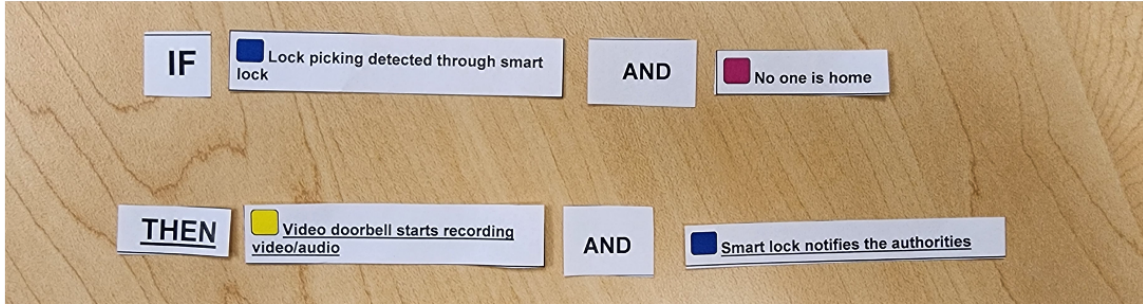 IF
Lock picking detected through smart
lock
AND
No one is home
THEN
Video doorbell starts recording
video/audio
AND
Smart lock notifies the authorities